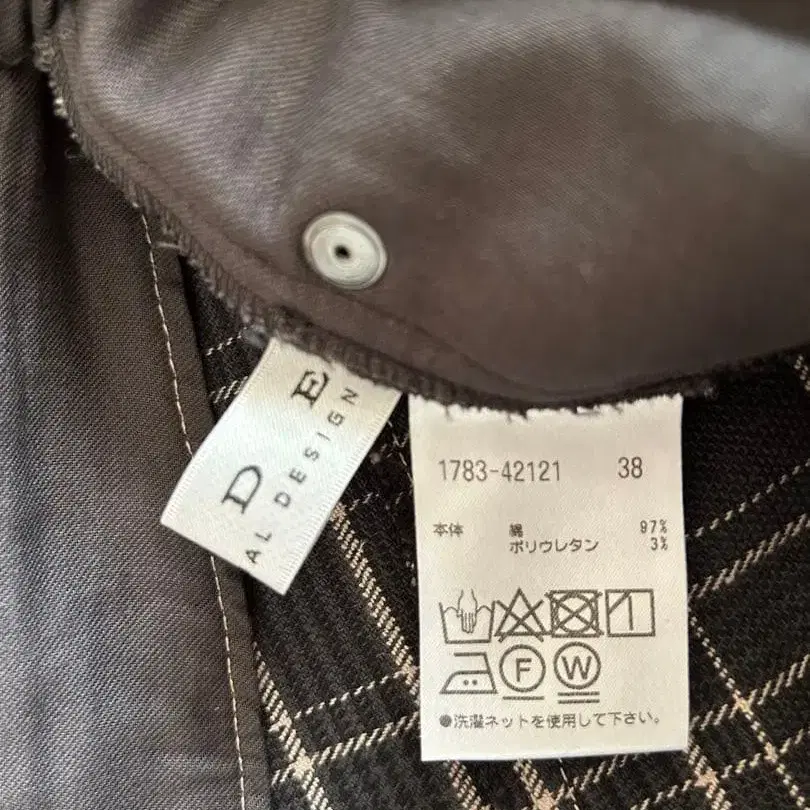 D E
AL DESIGN
1783-42121 38
本体 綿 97%
ポリウレタン 3%
F W
●洗濯ネットを使用して下さい。